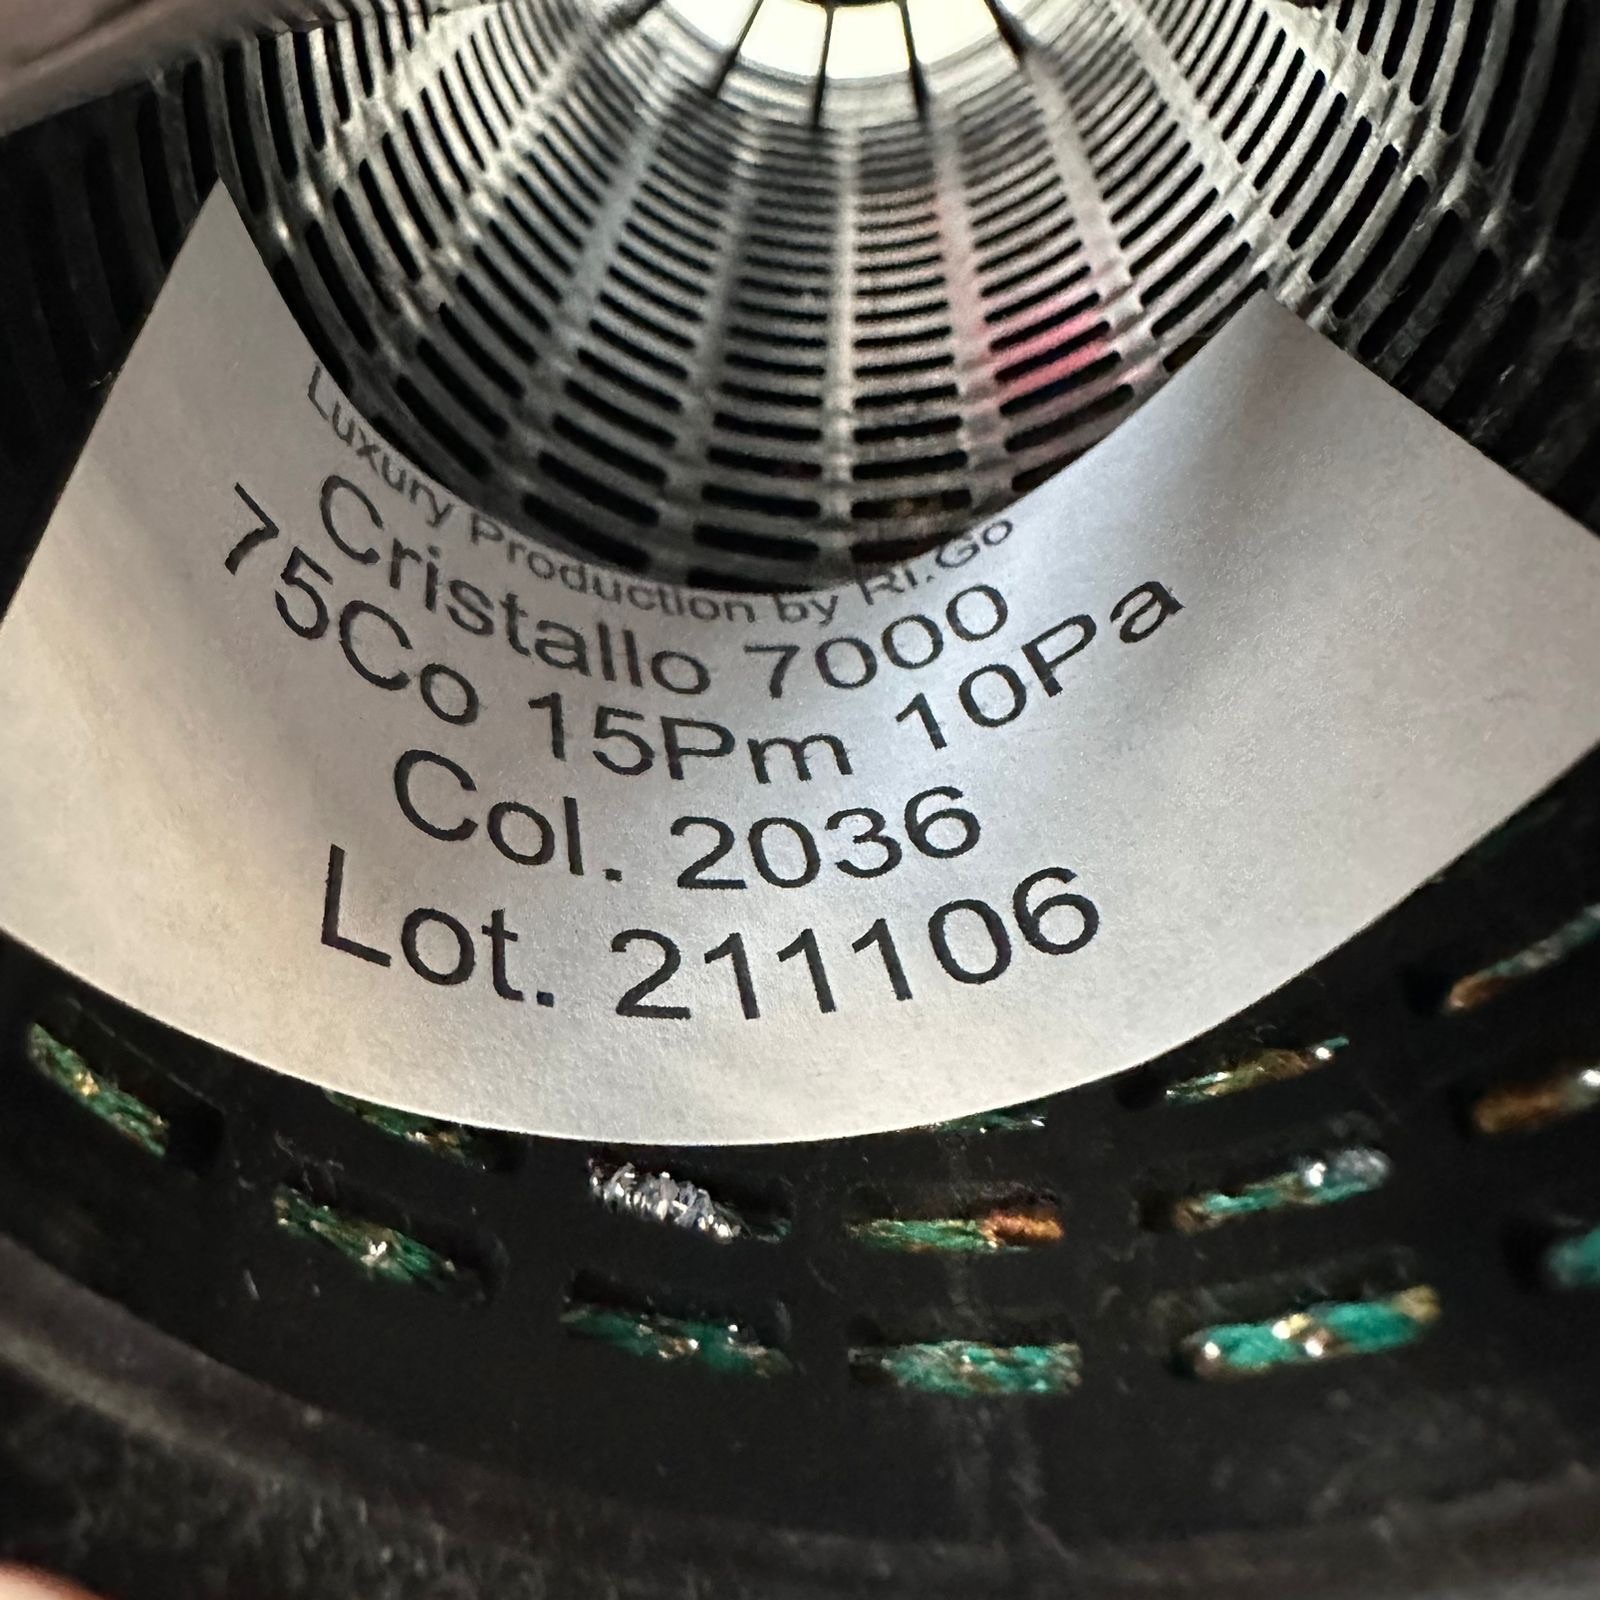 Luxury Production by Ri.Go
Cristallo 7000
75Co 15Pm 10Pa
Col. 2036
Lot. 211106